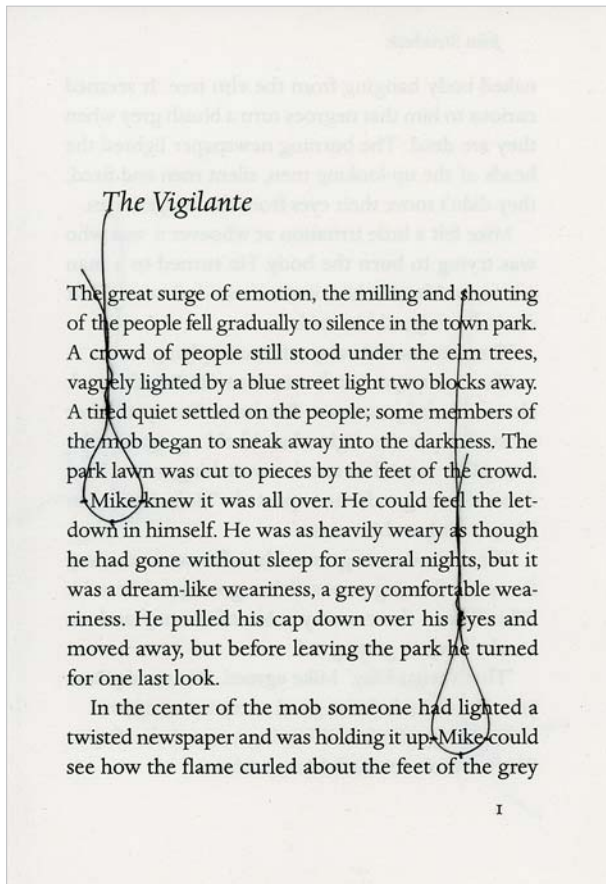 The Vigilante
The great surge of emotion, the milling and shouting
of the people fell gradually to silence in the town park.
A crowd of people still stood under the elm trees,
vaguely lighted by a blue street light two blocks away.
A tired quiet settled on the people; some members of
the mob began to sneak away into the darkness. The
park lawn was cut to pieces by the feet of the crowd.
Mike knew it was all over. He could feel the let-
down in himself. He was as heavily weary as though
he had gone without sleep for several nights, but it
was a dream-like weariness, a grey comfortable wea-
riness. He pulled his cap down over his eyes and
moved away, but before leaving the park he turned
for one last look.
In the center of the mob someone had lighted a
twisted newspaper and was holding it up. Mike could
see how the flame curled about the feet of the grey
1